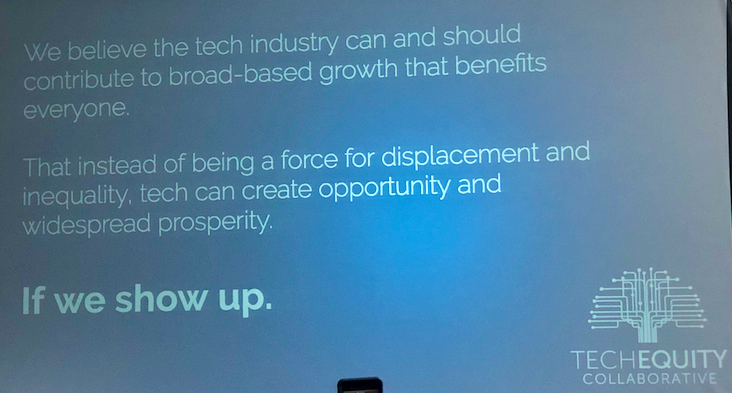 We believe the tech industry can and should
contribute to broad-based growth that benefits
everyone.
That instead of being a force for displacement and
inequality, tech can create opportunity and
widespread prosperity.
If we show up.
TECHEQUITY
COLLABORATIVE